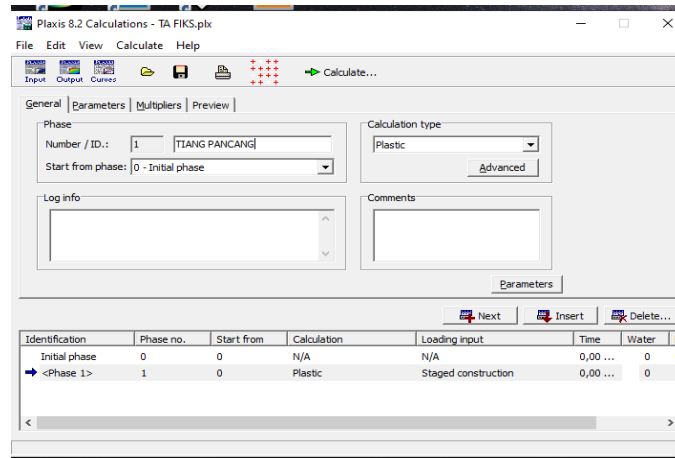 Plaxis 8.2 Calculations - TA FIKS.plx
File Edit View Calculate Help
Input Output Curves Calculate...
General Parameters Multipliers Preview
Phase
Number / ID.: 1 TIANG PANCANG
Start from phase: 0 - Initial phase
Calculation type
Plastic
Advanced
Log info
Comments
Parameters
Next Insert Delete...
Identification Phase no. Start from Calculation Loading input Time Water
Initial phase 0 0 N/A N/A 0,00 ... 0
<Phase 1> 1 0 Plastic Staged construction 0,00 ... 0